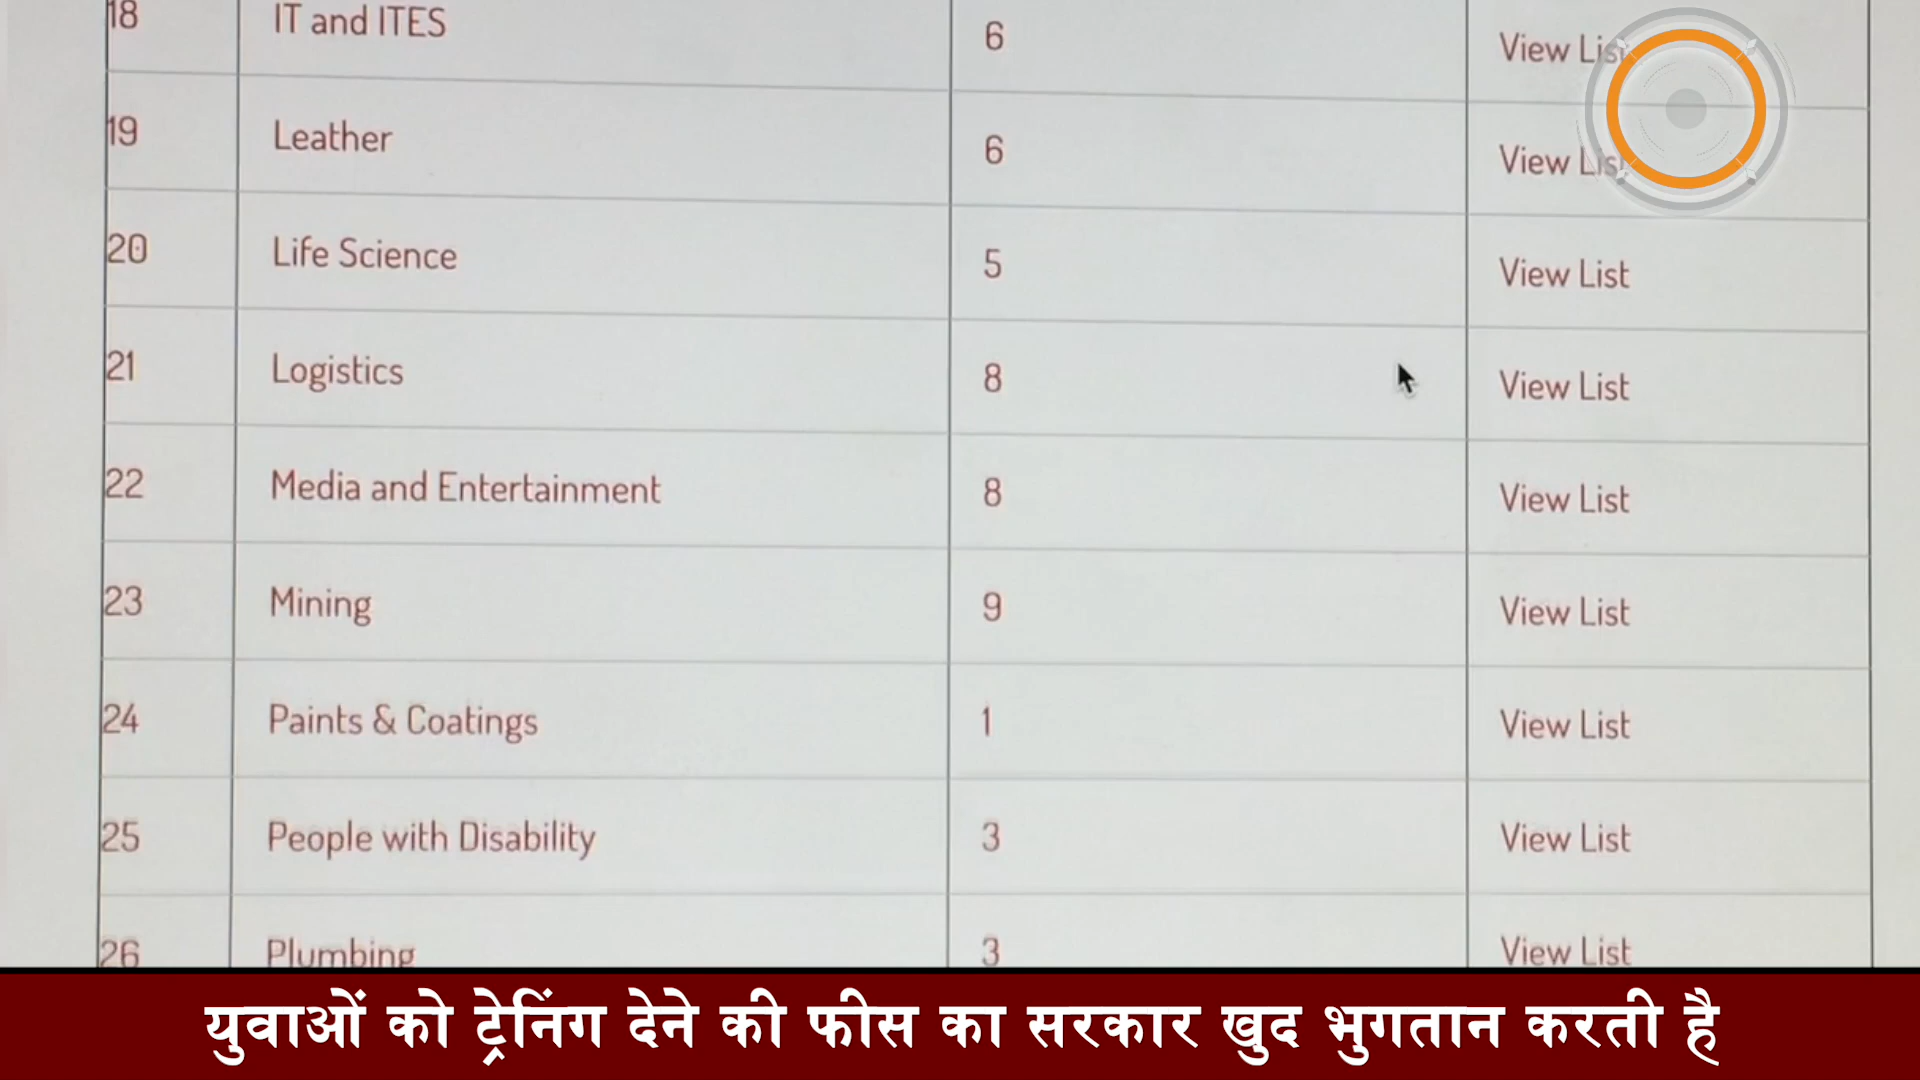 18 IT and ITES 6 View List
19 Leather 6 View List
20 Life Science 5 View List
21 Logistics 8 View List
22 Media and Entertainment 8 View List
23 Mining 9 View List
24 Paints & Coatings 1 View List
25 People with Disability 3 View List
26 Plumbing 3 View List
युवाओं को ट्रेनिंग देने की फीस का सरकार खुद भुगतान करती है